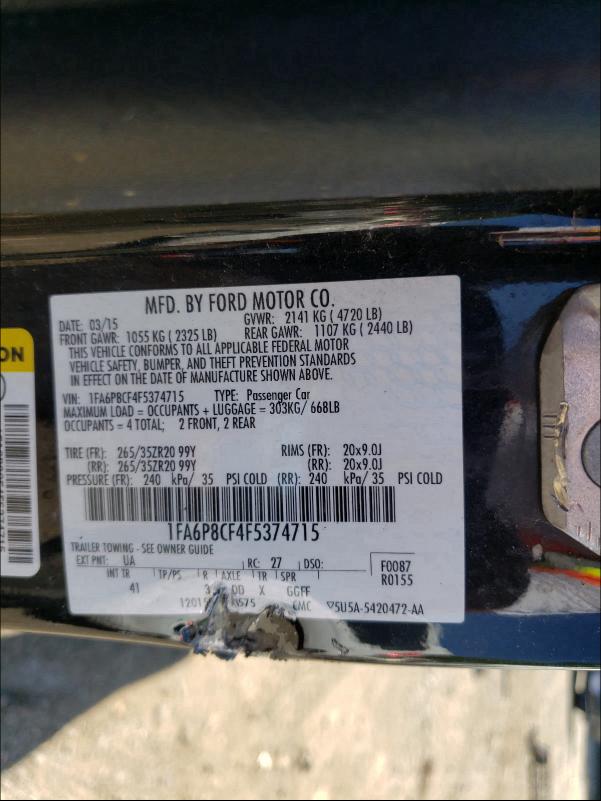 MFD. BY FORD MOTOR CO.
DATE: 03/15 GVWR: 2141 KG (4720 LB)
FRONT GAWR: 1055 KG (2325 LB) REAR GAWR: 1107 KG (2440 LB)
THIS VEHICLE CONFORMS TO ALL APPLICABLE FEDERAL MOTOR
VEHICLE SAFETY, BUMPER, AND THEFT PREVENTION STANDARDS
IN EFFECT ON THE DATE OF MANUFACTURE SHOWN ABOVE.
VIN: 1FA6P8CF4F5374715 TYPE: Passenger Car
MAXIMUM LOAD = OCCUPANTS + LUGGAGE = 303KG/ 668LB
OCCUPANTS = 4 TOTAL; 2 FRONT, 2 REAR
TIRE (FR): 265/35ZR20 99Y RIMS (FR): 20x9.0J
(RR): 265/35ZR20 99Y (RR): 20x9.0J
PRESSURE (FR): 240 kPa/ 35 PSI COLD (RR): 240 kPa/ 35 PSI COLD
1FA6P8CF4F5374715
TRAILER TOWING - SEE OWNER GUIDE
EXT PNT: UA RC: 27 DSO: F0087
INT TR TP/PS R AXLE TR SPR R0155
41 3 DD X GGFF
CMC 5U5A-5420472-AA
ON